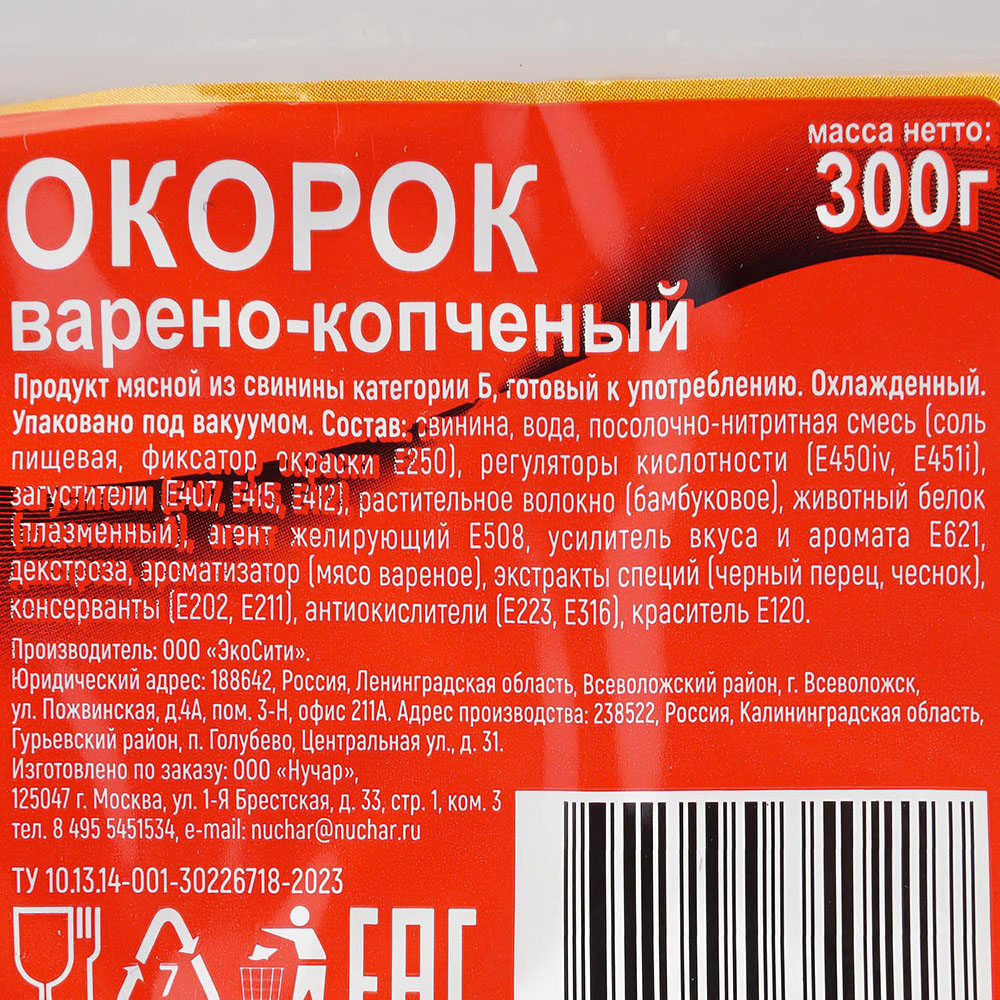 масса нетто:
300г
ОКОРОК
варено-копченый
Продукт мясной из свинины категории Б, готовый к употреблению. Охлажденный.
Упаковано под вакуумом. Состав: свинина, вода, посолочно-нитритная смесь (соль
пищевая, фиксатор окраски Е250), регуляторы кислотности (Е450iv, Е451i),
загустители (Е407, Е415, Е412), растительное волокно (бамбуковое), животный белок
(плазменный), агент желирующий Е508, усилитель вкуса и аромата Е621,
декстроза, ароматизатор (мясо вареное), экстракты специй (черный перец, чеснок),
консерванты (Е202, Е211), антиокислители (Е223, Е316), краситель Е120.
Производитель: ООО «ЭкоСити».
Юридический адрес: 188642, Россия, Ленинградская область, Всеволожский район, г. Всеволожск,
ул. Пожвинская, д.4А, пом. 3-Н, офис 211А. Адрес производства: 238522, Россия, Калининградская область,
Гурьевский район, п. Голубево, Центральная ул., д. 31.
Изготовлено по заказу: ООО «Нучар»,
125047 г. Москва, ул. 1-Я Брестская, д. 33, стр. 1, ком. 3
тел. 8 495 5451534, e-mail: nuchar@nuchar.ru
ТУ 10.13.14-001-30226718-2023
7
ЕАС